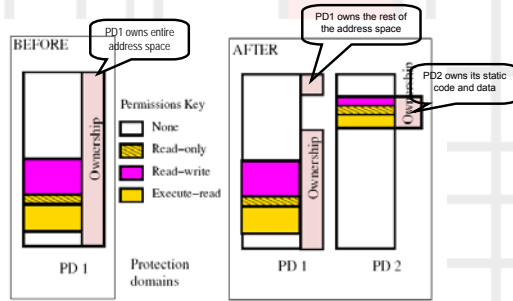 BEFORE
PD1 owns entire
address space
Ownership
PD 1
Permissions Key
None
Read-only
Read-write
Execute-read
Protection
domains
AFTER
PD1 owns the rest of
the address space
PD2 owns its static
code and data
Ownership
Ownership
PD 1
PD 2